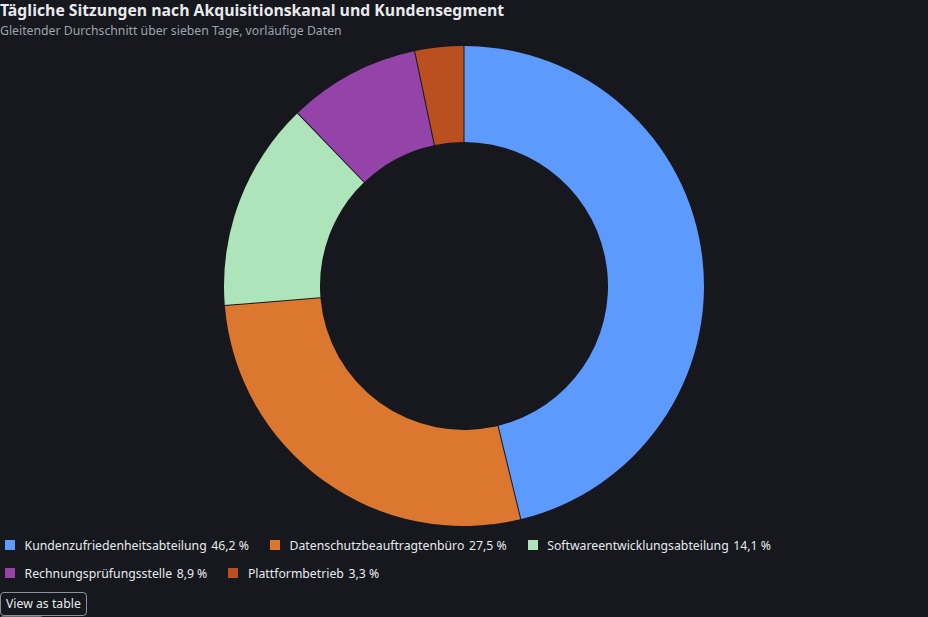 Tägliche Sitzungen nach Akquisitionskanal und Kundensegment
Gleitender Durchschnitt über sieben Tage, vorläufige Daten
Kundenzufriedenheitsabteilung 46,2 % Datenschutzbeauftragtenbüro 27,5 % Softwareentwicklungsabteilung 14,1 %
Rechnungsprüfungsstelle 8,9 % Plattformbetrieb 3,3 %
View as table